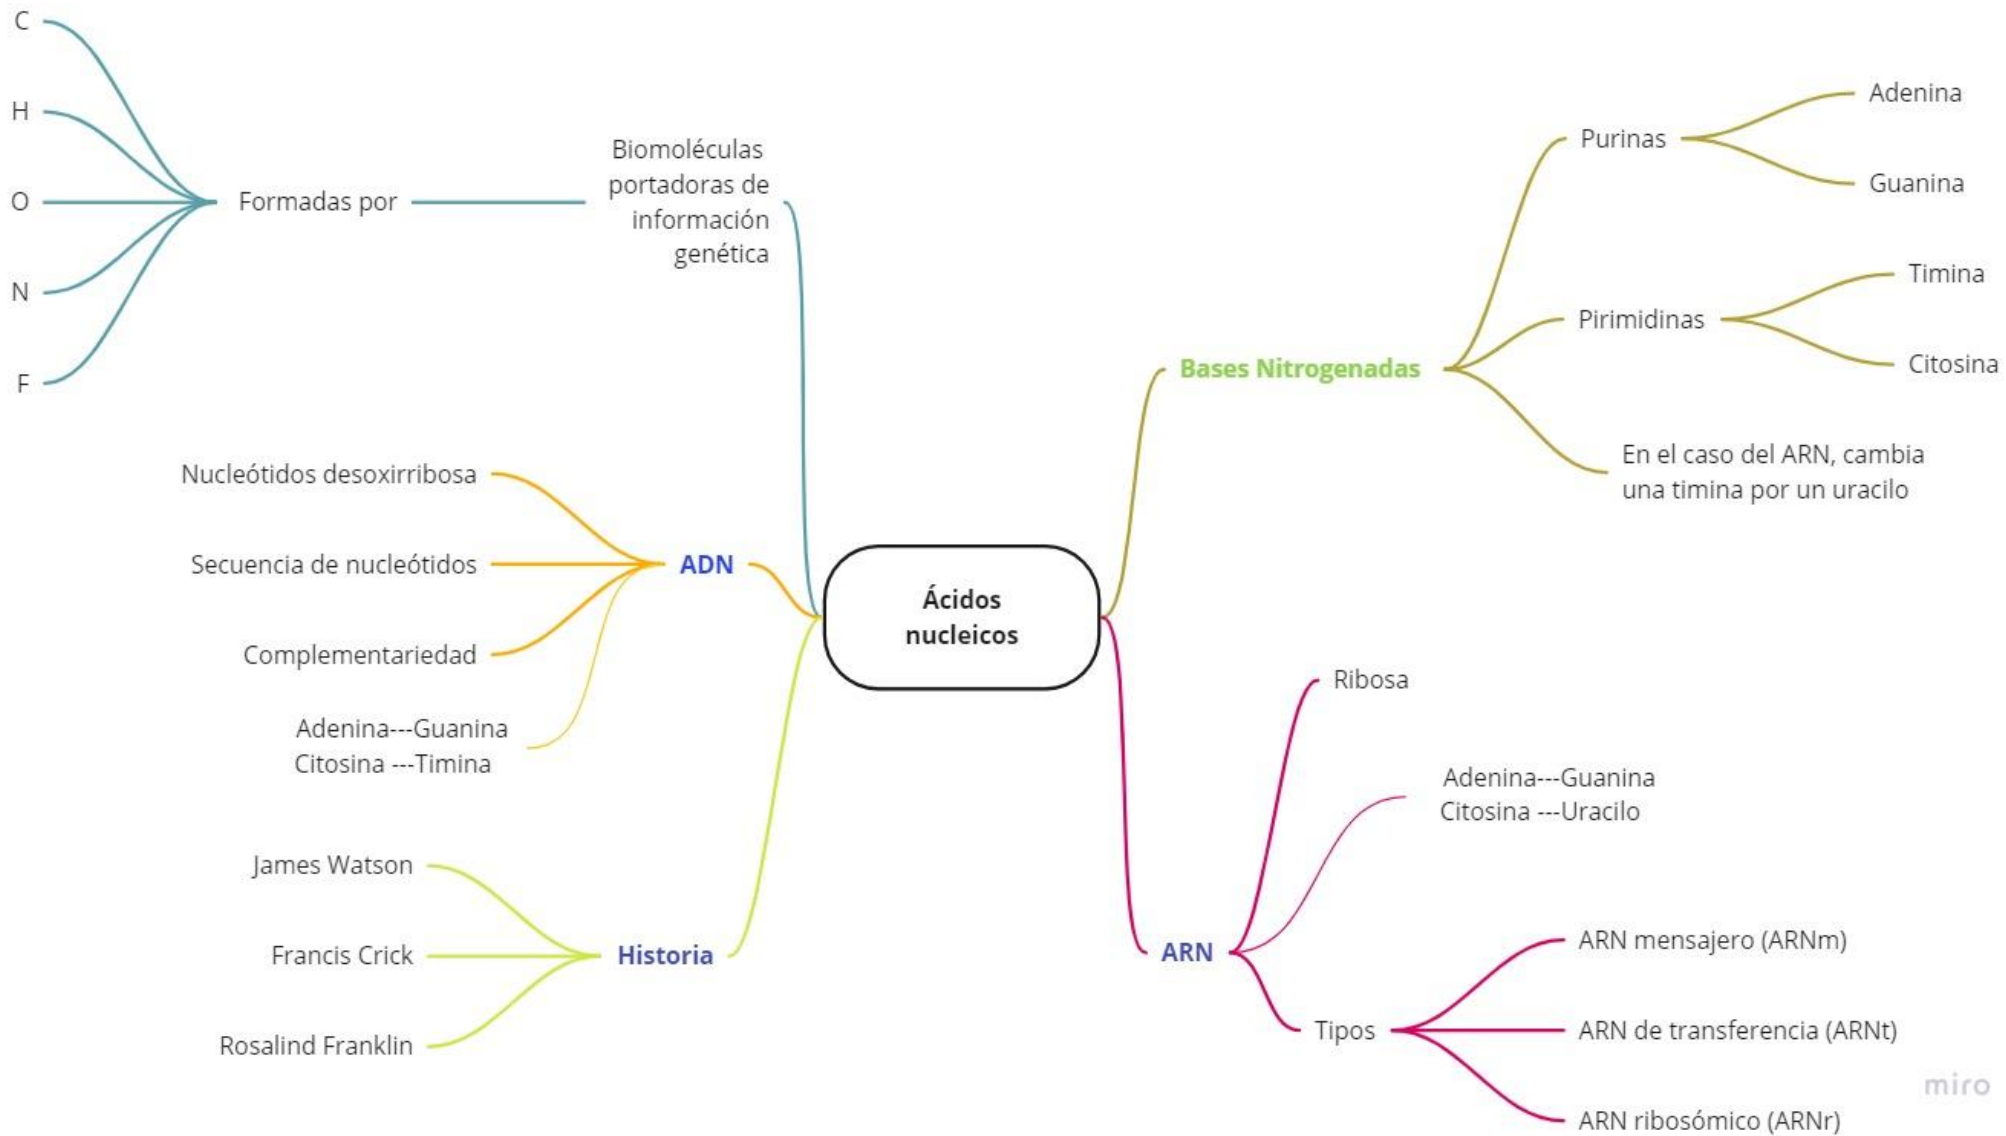 C
H
O
N
F
Formadas por
Biomoléculas
portadoras de
información
genética
Nucleótidos desoxirribosa
Secuencia de nucleótidos
Complementariedad
Adenina---Guanina
Citosina ---Timina
ADN
James Watson
Francis Crick
Rosalind Franklin
Historia
Ácidos
nucleicos
Bases Nitrogenadas
Purinas
Adenina
Guanina
Pirimidinas
Timina
Citosina
En el caso del ARN, cambia
una timina por un uracilo
ARN
Ribosa
Adenina---Guanina
Citosina ---Uracilo
Tipos
ARN mensajero (ARNm)
ARN de transferencia (ARNt)
ARN ribosómico (ARNr)
miro